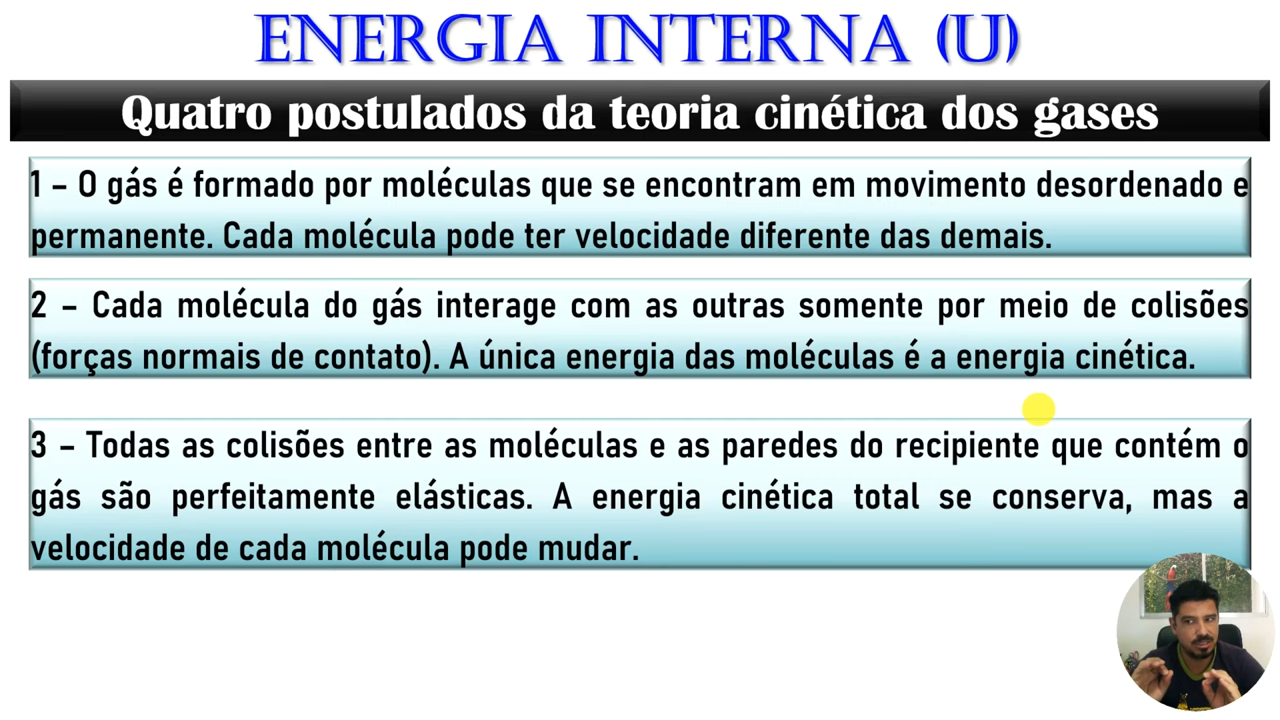 ENERGIA INTERNA (U)
Quatro postulados da teoria cinética dos gases
1 – O gás é formado por moléculas que se encontram em movimento desordenado e
permanente. Cada molécula pode ter velocidade diferente das demais.
2 – Cada molécula do gás interage com as outras somente por meio de colisões
(forças normais de contato). A única energia das moléculas é a energia cinética.
3 – Todas as colisões entre as moléculas e as paredes do recipiente que contém o
gás são perfeitamente elásticas. A energia cinética total se conserva, mas a
velocidade de cada molécula pode mudar.